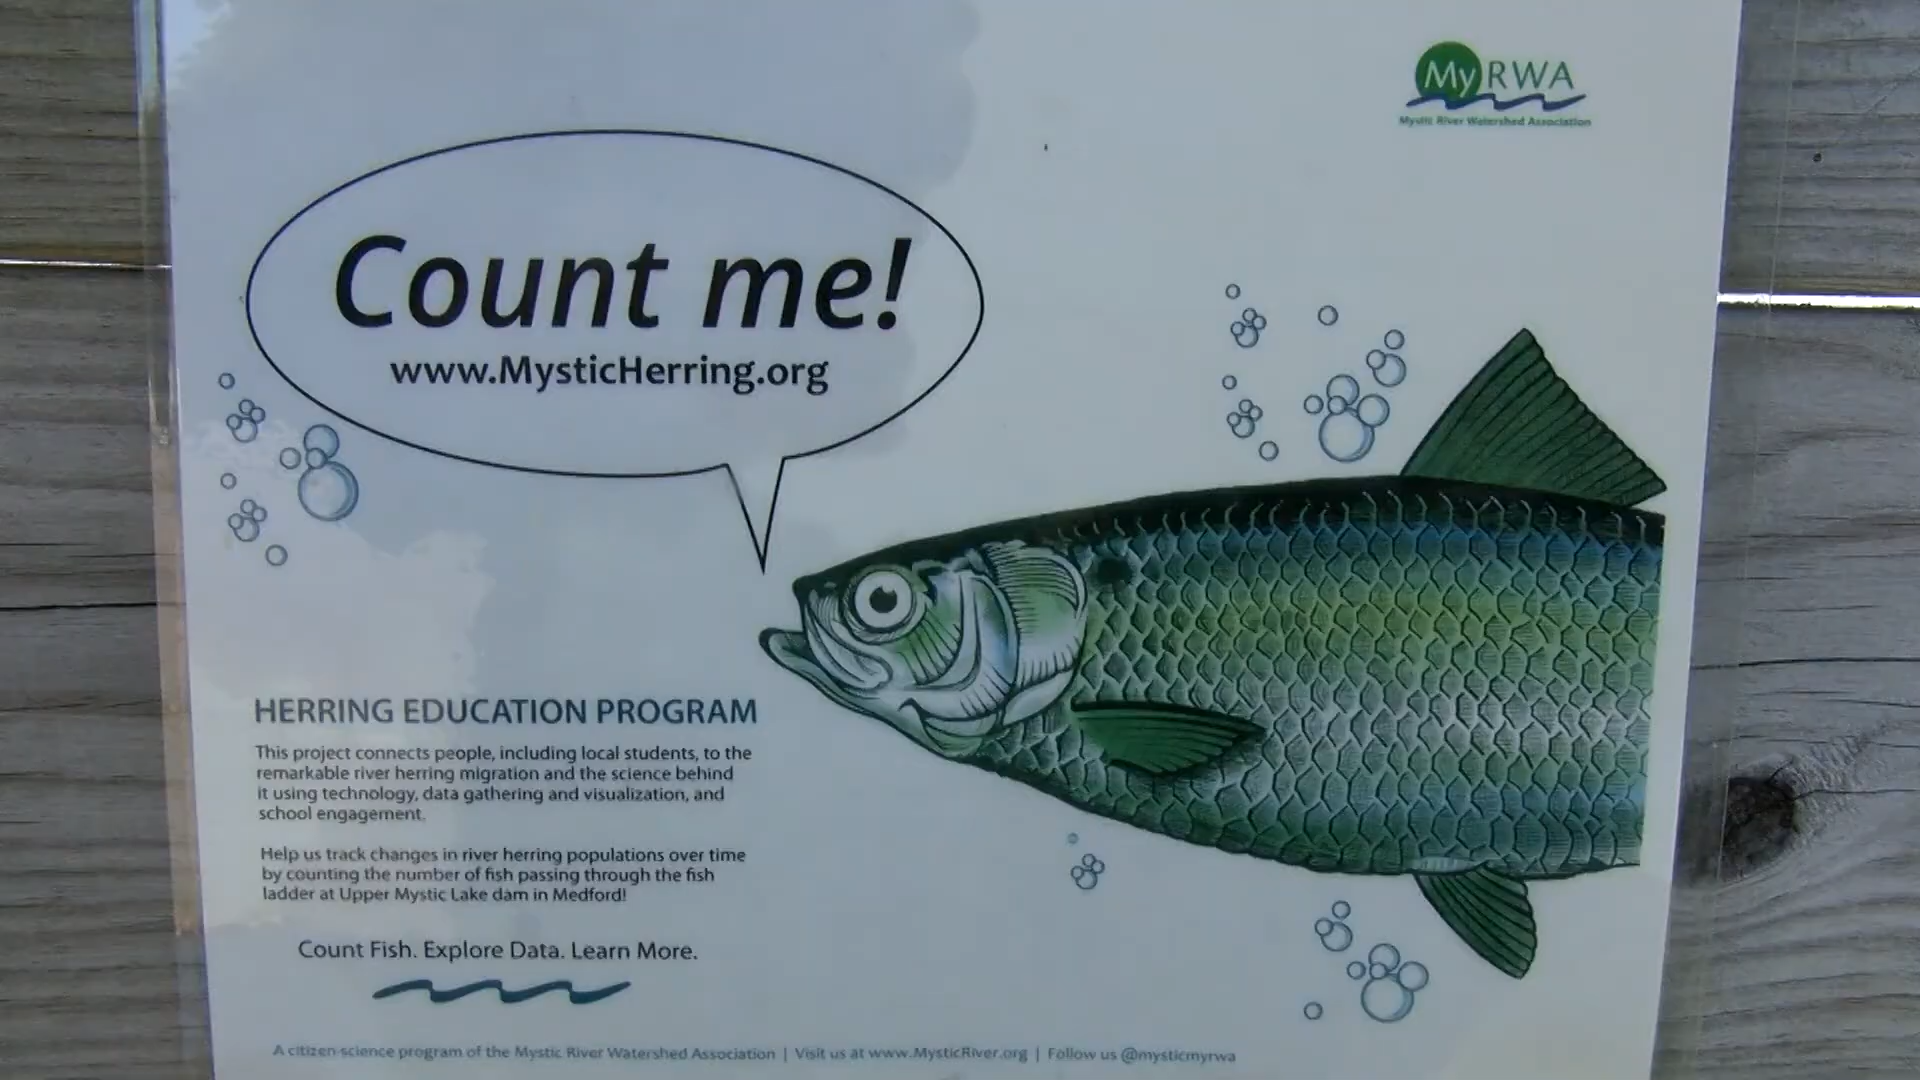 My RWA
Mystic River Watershed Association
Count me!
www.MysticHerring.org
HERRING EDUCATION PROGRAM
This project connects people, including local students, to the
remarkable river herring migration and the science behind
it using technology, data gathering and visualization, and
school engagement.
Help us track changes in river herring populations over time
by counting the number of fish passing through the fish
ladder at Upper Mystic Lake dam in Medford!
Count Fish. Explore Data. Learn More.
A citizen science program of the Mystic River Watershed Association | Visit us at www.MysticRiver.org | Follow us @mysticmyrwa